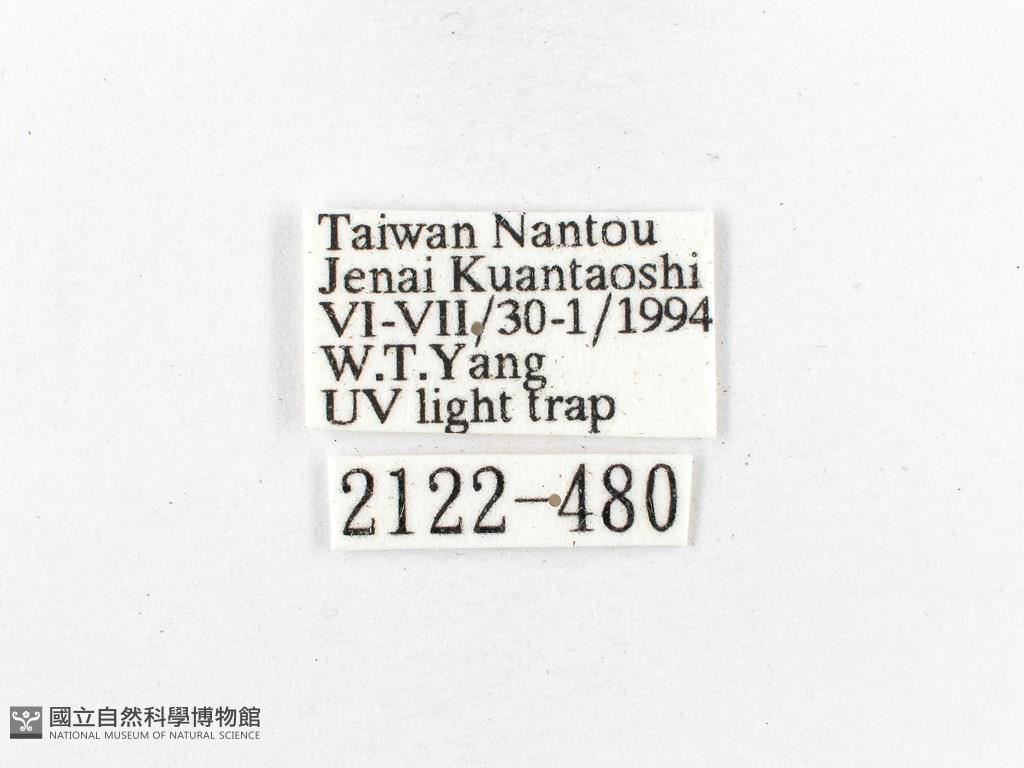 Taiwan Nantou
Jenai Kuantaoshi
VI-VII/30-1/1994
W.T.Yang
UV light trap
2122-480
國立自然科學博物館
NATIONAL MUSEUM OF NATURAL SCIENCE